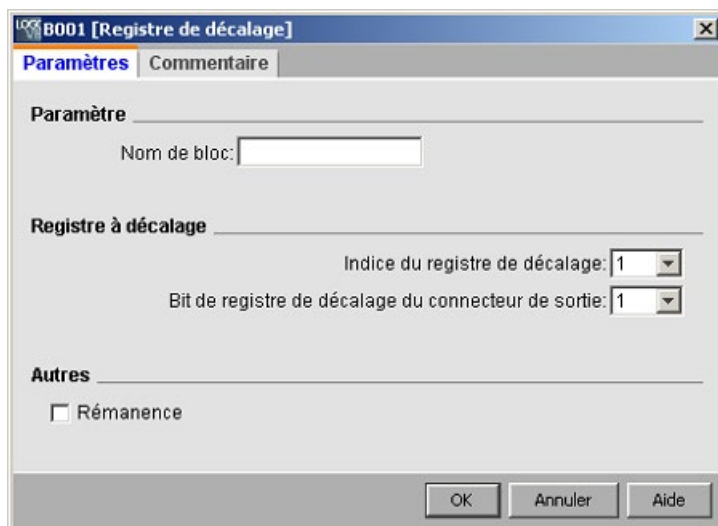 B001 [Registre de décalage]
Paramètres Commentaire
Paramètre
Nom de bloc:
Registre à décalage
Indice du registre de décalage: 1
Bit de registre de décalage du connecteur de sortie: 1
Autres
Rémanence
OK Annuler Aide